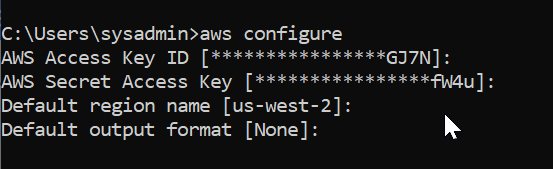 C:\Users\sysadmin>aws configure
AWS Access Key ID [****************GJ7N]:
AWS Secret Access Key [****************fW4u]:
Default region name [us-west-2]:
Default output format [None]: